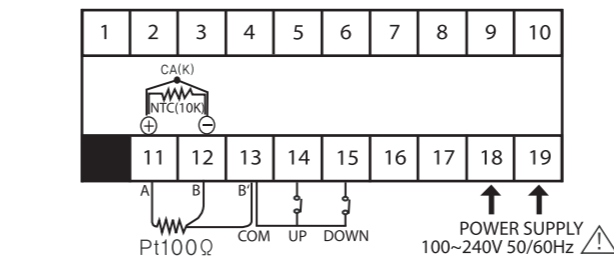 1 2 3 4 5 6 7 8 9 10
CA(K)
NTC(10K)
+ −
11 12 13 14 15 16 17 18 19
A B B'
COM UP DOWN
Pt100Ω
POWER SUPPLY
100~240V 50/60Hz !